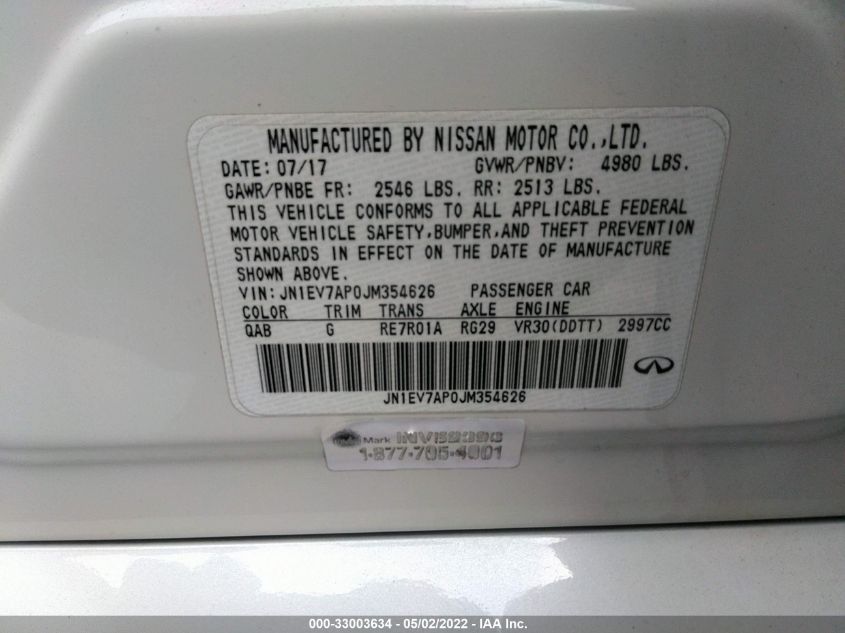 MANUFACTURED BY NISSAN MOTOR CO.,LTD.
DATE: 07/17 GVWR/PNBV: 4980 LBS.
GAWR/PNBE FR: 2546 LBS. RR: 2513 LBS.
THIS VEHICLE CONFORMS TO ALL APPLICABLE FEDERAL
MOTOR VEHICLE SAFETY,BUMPER,AND THEFT PREVENTION
STANDARDS IN EFFECT ON THE DATE OF MANUFACTURE
SHOWN ABOVE.
VIN: JN1EV7AP0JM354626 PASSENGER CAR
COLOR TRIM TRANS AXLE ENGINE
QAB G RE7R01A RG29 VR30(DDTT) 2997CC
JN1EV7AP0JM354626
Mark
1-877-705-4001
000-33003634 / 05/02/2022 - IAA Inc.